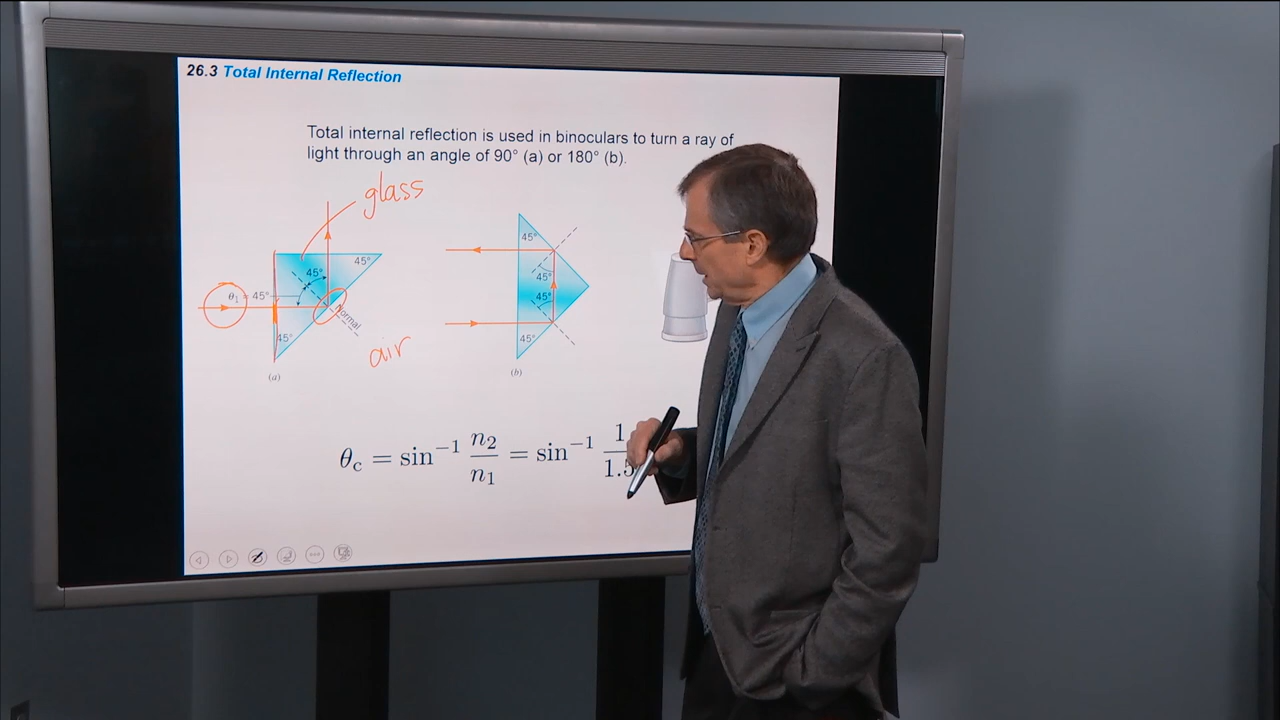 26.3 Total Internal Reflection
Total internal reflection is used in binoculars to turn a ray of
light through an angle of 90° (a) or 180° (b).
glass
45°
45°
θ₁ = 45°
Normal
45°
air
(a)
45°
45°
45°
45°
(b)
θc = sin⁻¹ n₂/n₁ = sin⁻¹ 1/1.5